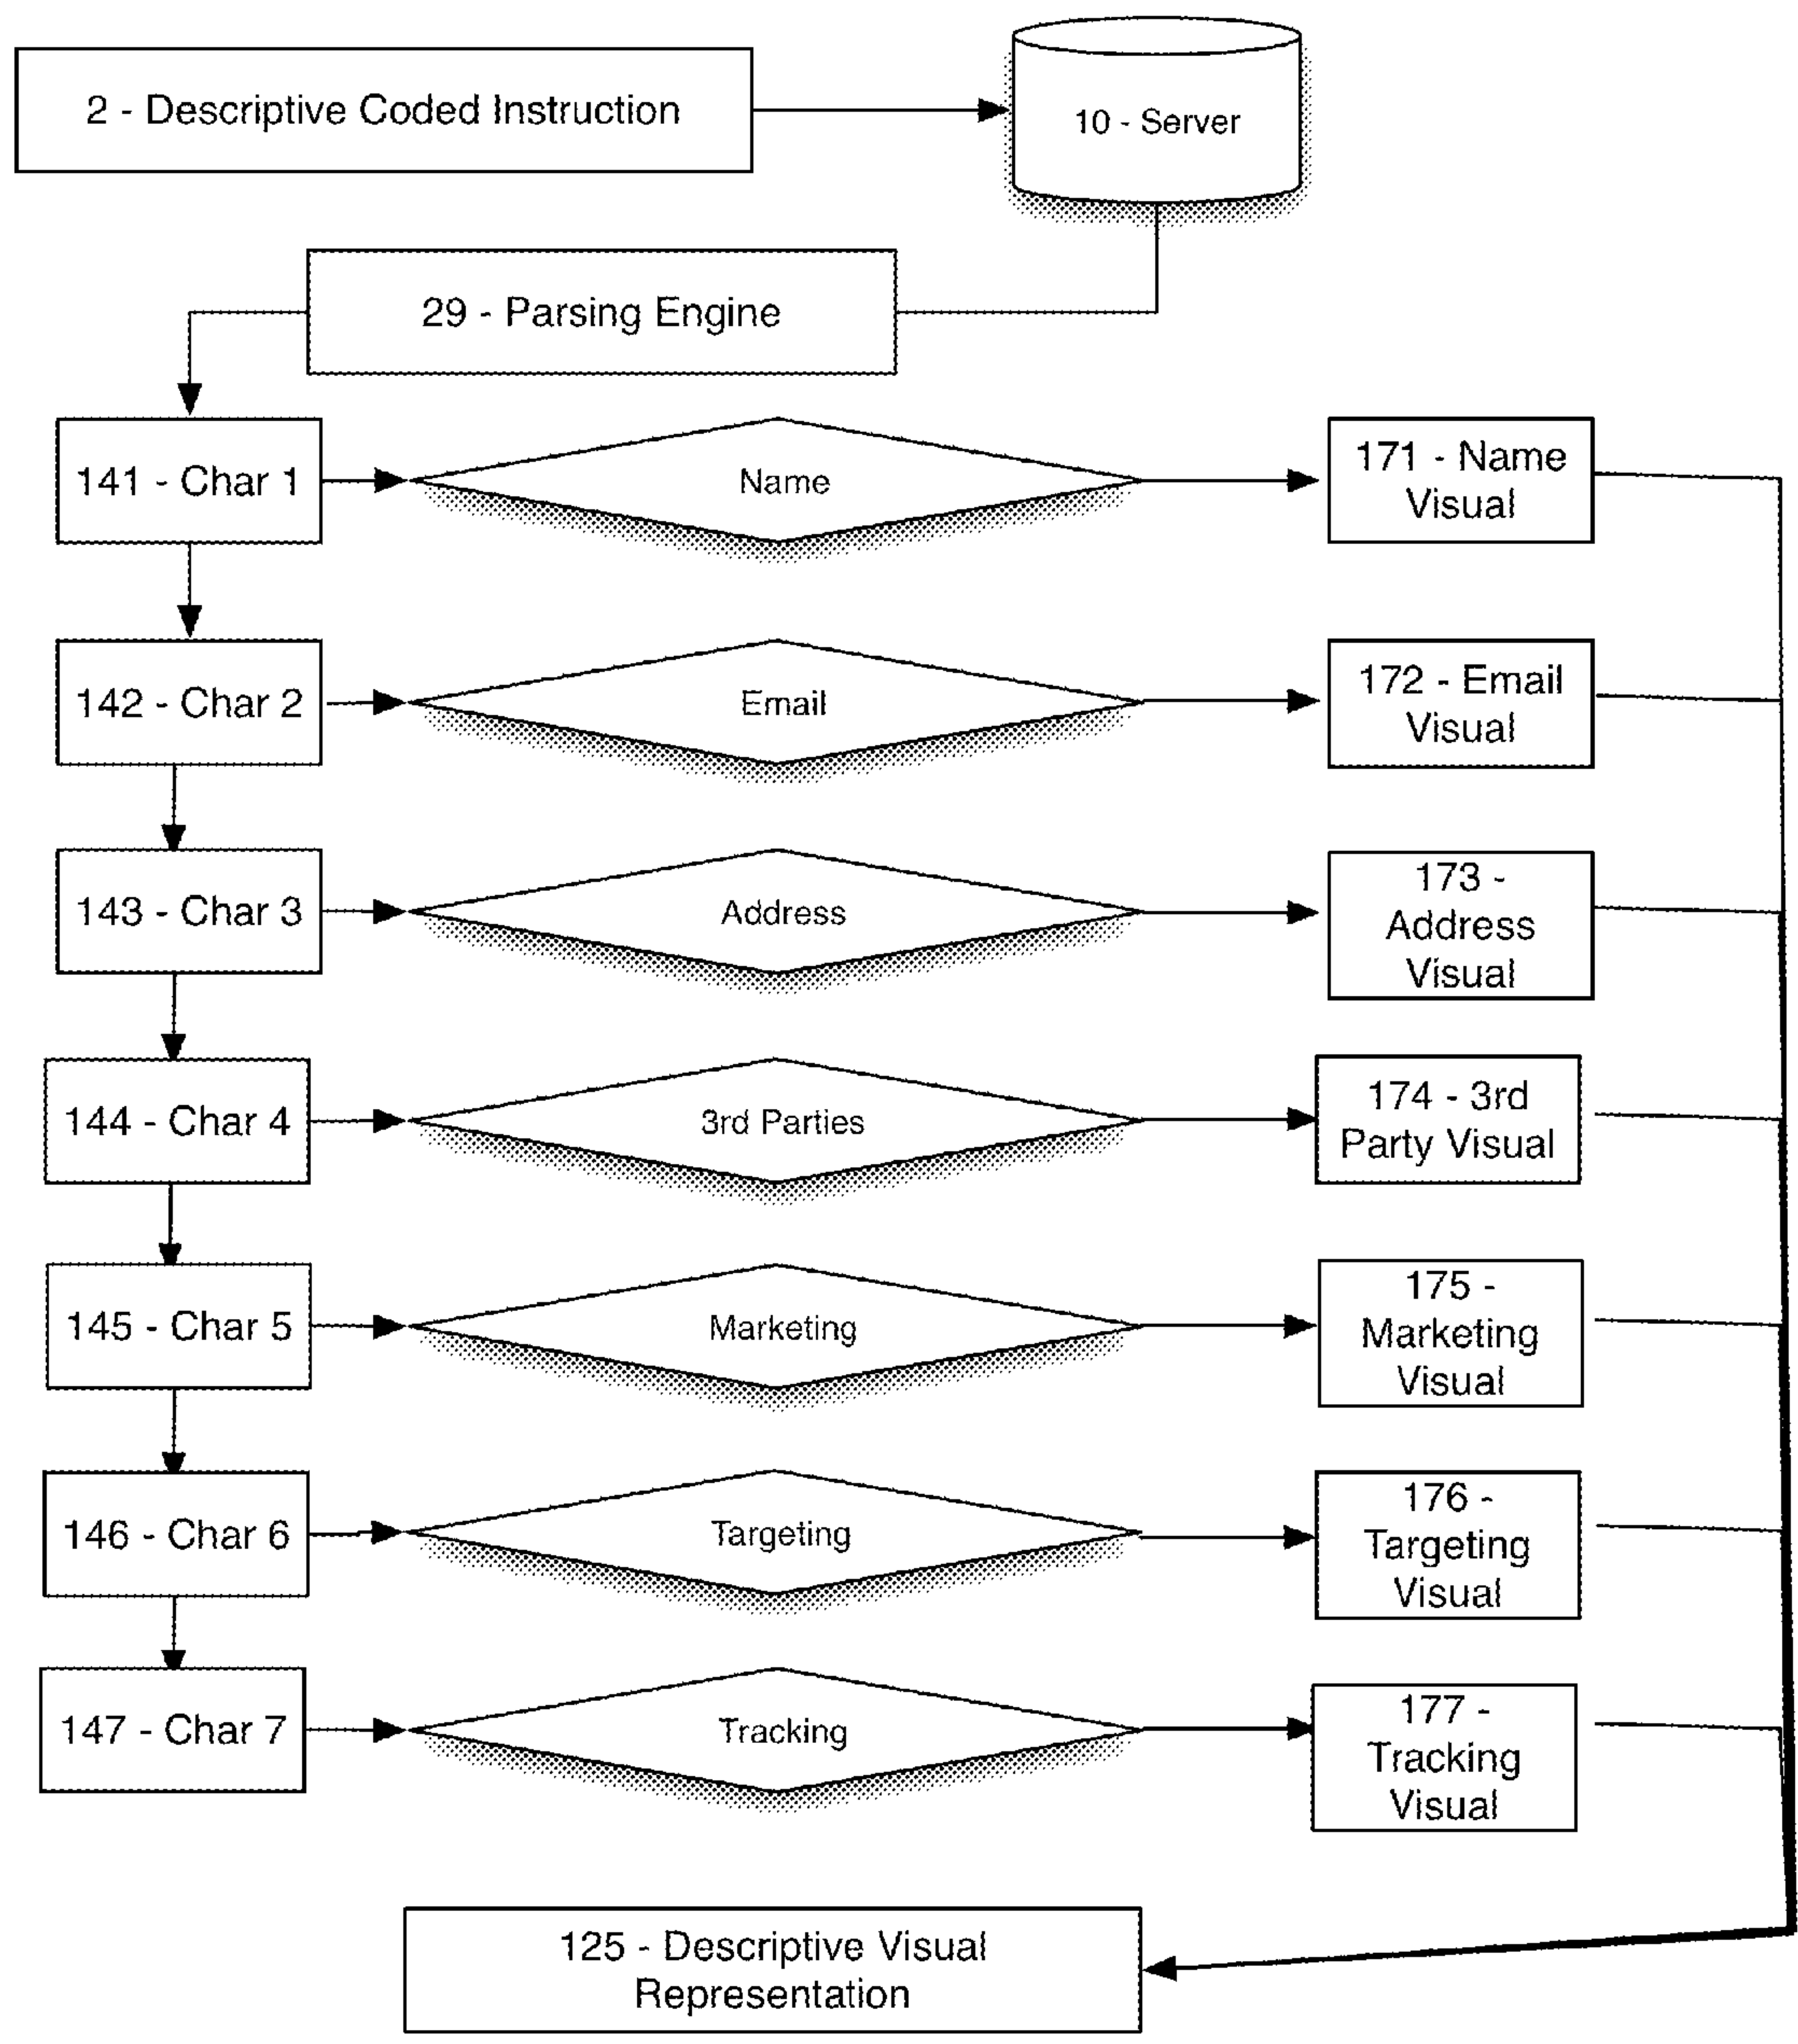 2 - Descriptive Coded Instruction
10 - Server
29 - Parsing Engine
141 - Char 1
Name
171 - Name
Visual
142 - Char 2
Email
172 - Email
Visual
143 - Char 3
Address
173 -
Address
Visual
144 - Char 4
3rd Parties
174 - 3rd
Party Visual
145 - Char 5
Marketing
175 -
Marketing
Visual
146 - Char 6
Targeting
176 -
Targeting
Visual
147 - Char 7
Tracking
177 -
Tracking
Visual
125 - Descriptive Visual
Representation